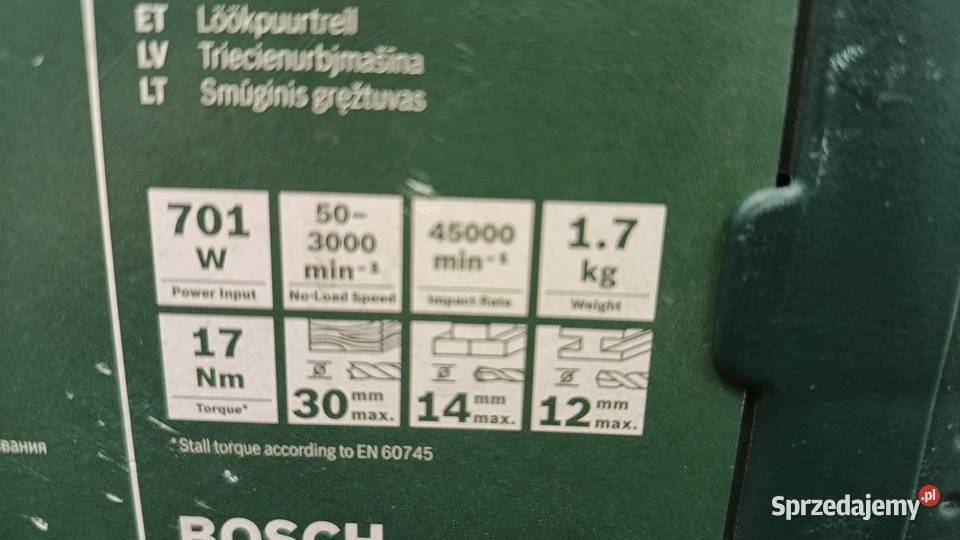 ET Löökpuurtrell
LV Triecienurbjmašīna
LT Smūginis gręžtuvas
701
W
Power Input
50–
3000
min-1
No-Load Speed
45000
min-1
Impact Rate
1.7
kg
Weight
17
Nm
Torque*
Ø
30 mm
max.
Ø
14 mm
max.
Ø
12 mm
max.
вания
*Stall torque according to EN 60745
BOSCH
Sprzedajemy.pl